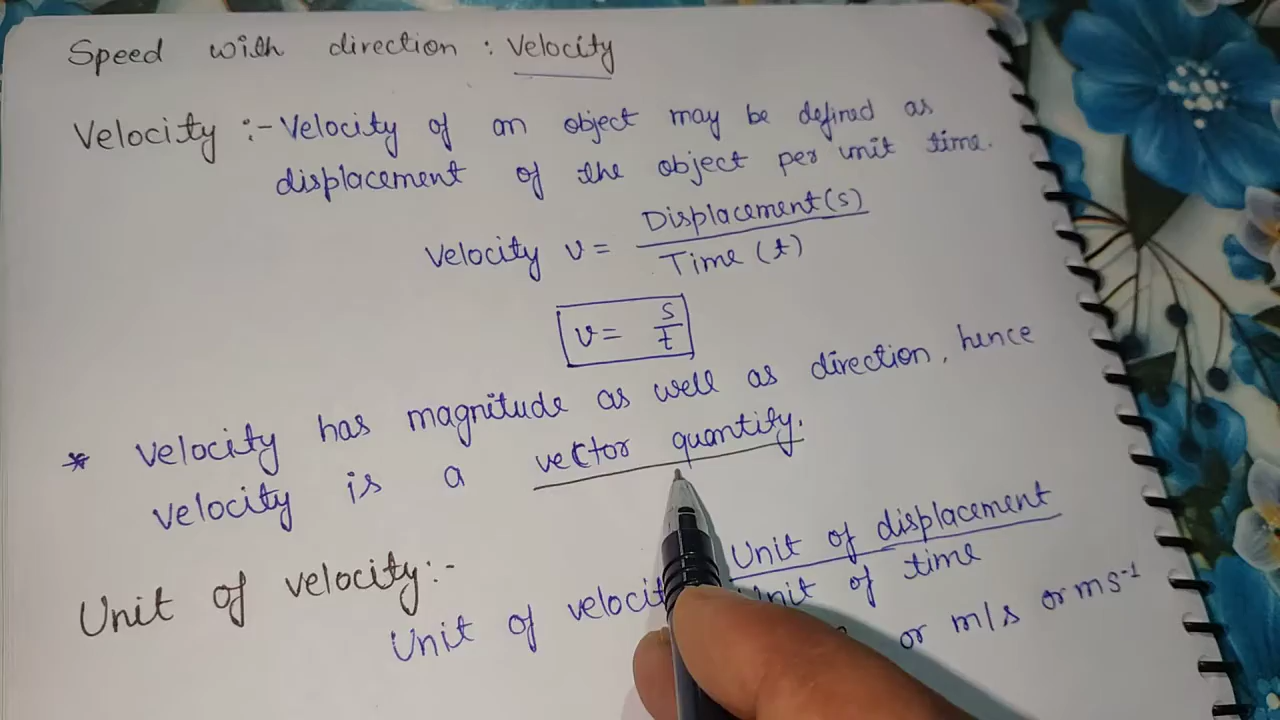 Speed with direction : Velocity
Velocity :- Velocity of an object may be defined as
displacement of the object per unit time.
Velocity v = Displacement (s)
Time (t)
v = s
t
* Velocity has magnitude as well as direction, hence
velocity is a vector quantity.
Unit of velocity :-
Unit of displacement
Unit of Unit of time
or m/s or ms⁻¹